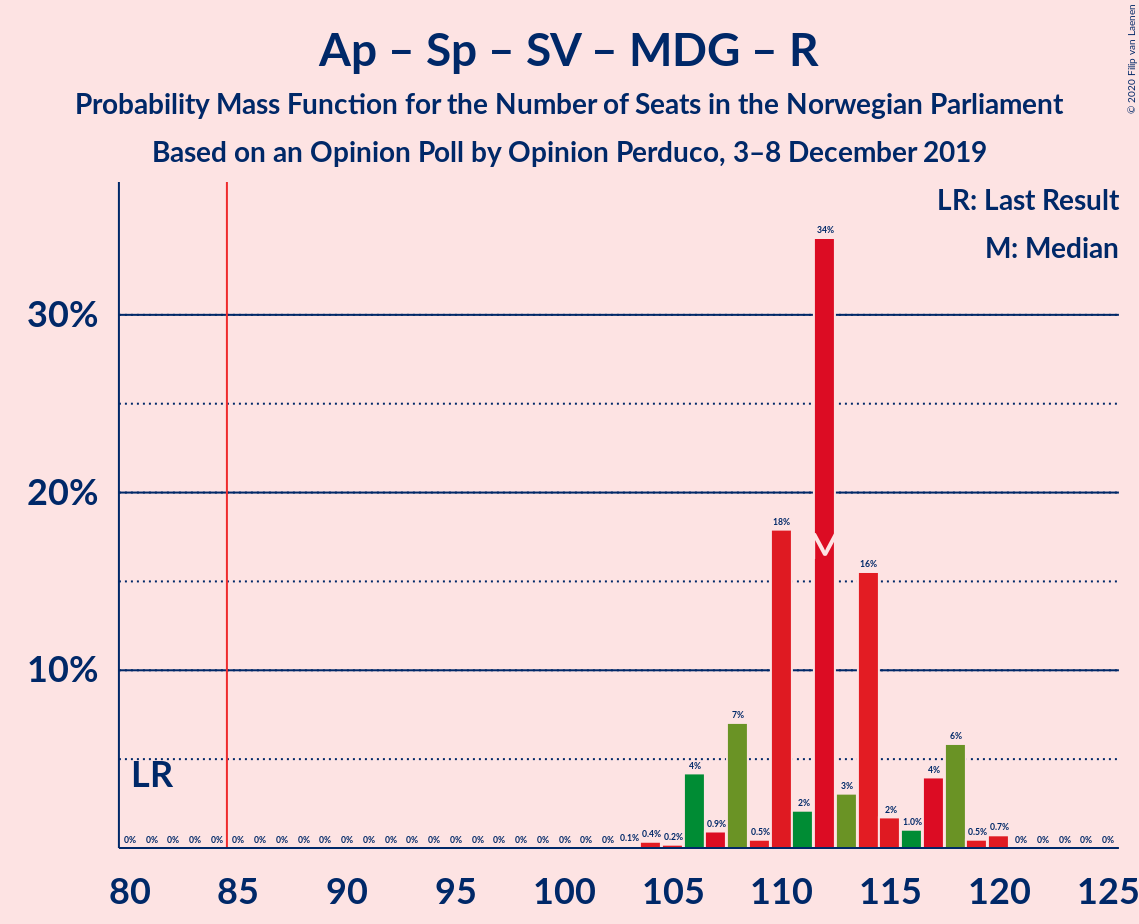 Ap – Sp – SV – MDG – R
Probability Mass Function for the Number of Seats in the Norwegian Parliament
Based on an Opinion Poll by Opinion Perduco, 3–8 December 2019
© 2020 Filip van Laenen
LR: Last Result
M: Median
30%
20%
10%
LR
0% 0% 0% 0% 0% 0% 0% 0% 0% 0% 0% 0% 0% 0% 0% 0% 0% 0% 0% 0% 0% 0% 0% 0.1% 0.4% 0.2% 4% 0.9% 7% 0.5% 18% 2% 34% 3% 16% 2% 1.0% 4% 6% 0.5% 0.7% 0% 0% 0% 0% 0%
M
80 85 90 95 100 105 110 115 120 125